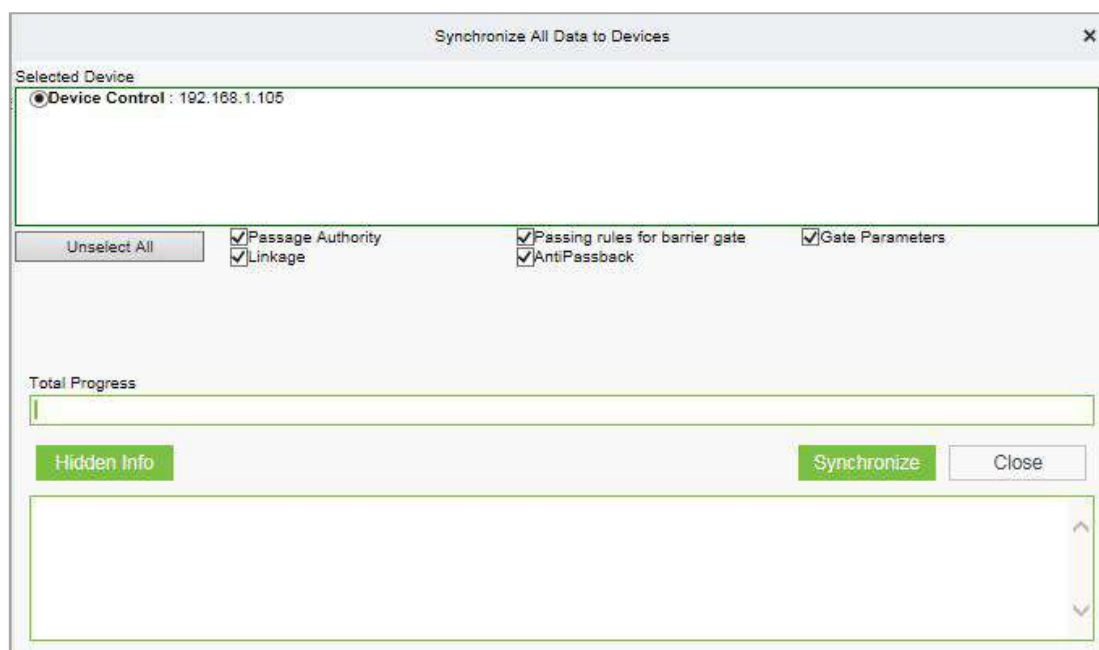 Synchronize All Data to Devices
Selected Device
Device Control : 192.168.1.105
Unselect All
Passage Authority Passing rules for barrier gate Gate Parameters
Linkage AntiPassback
Total Progress
Hidden Info Synchronize Close